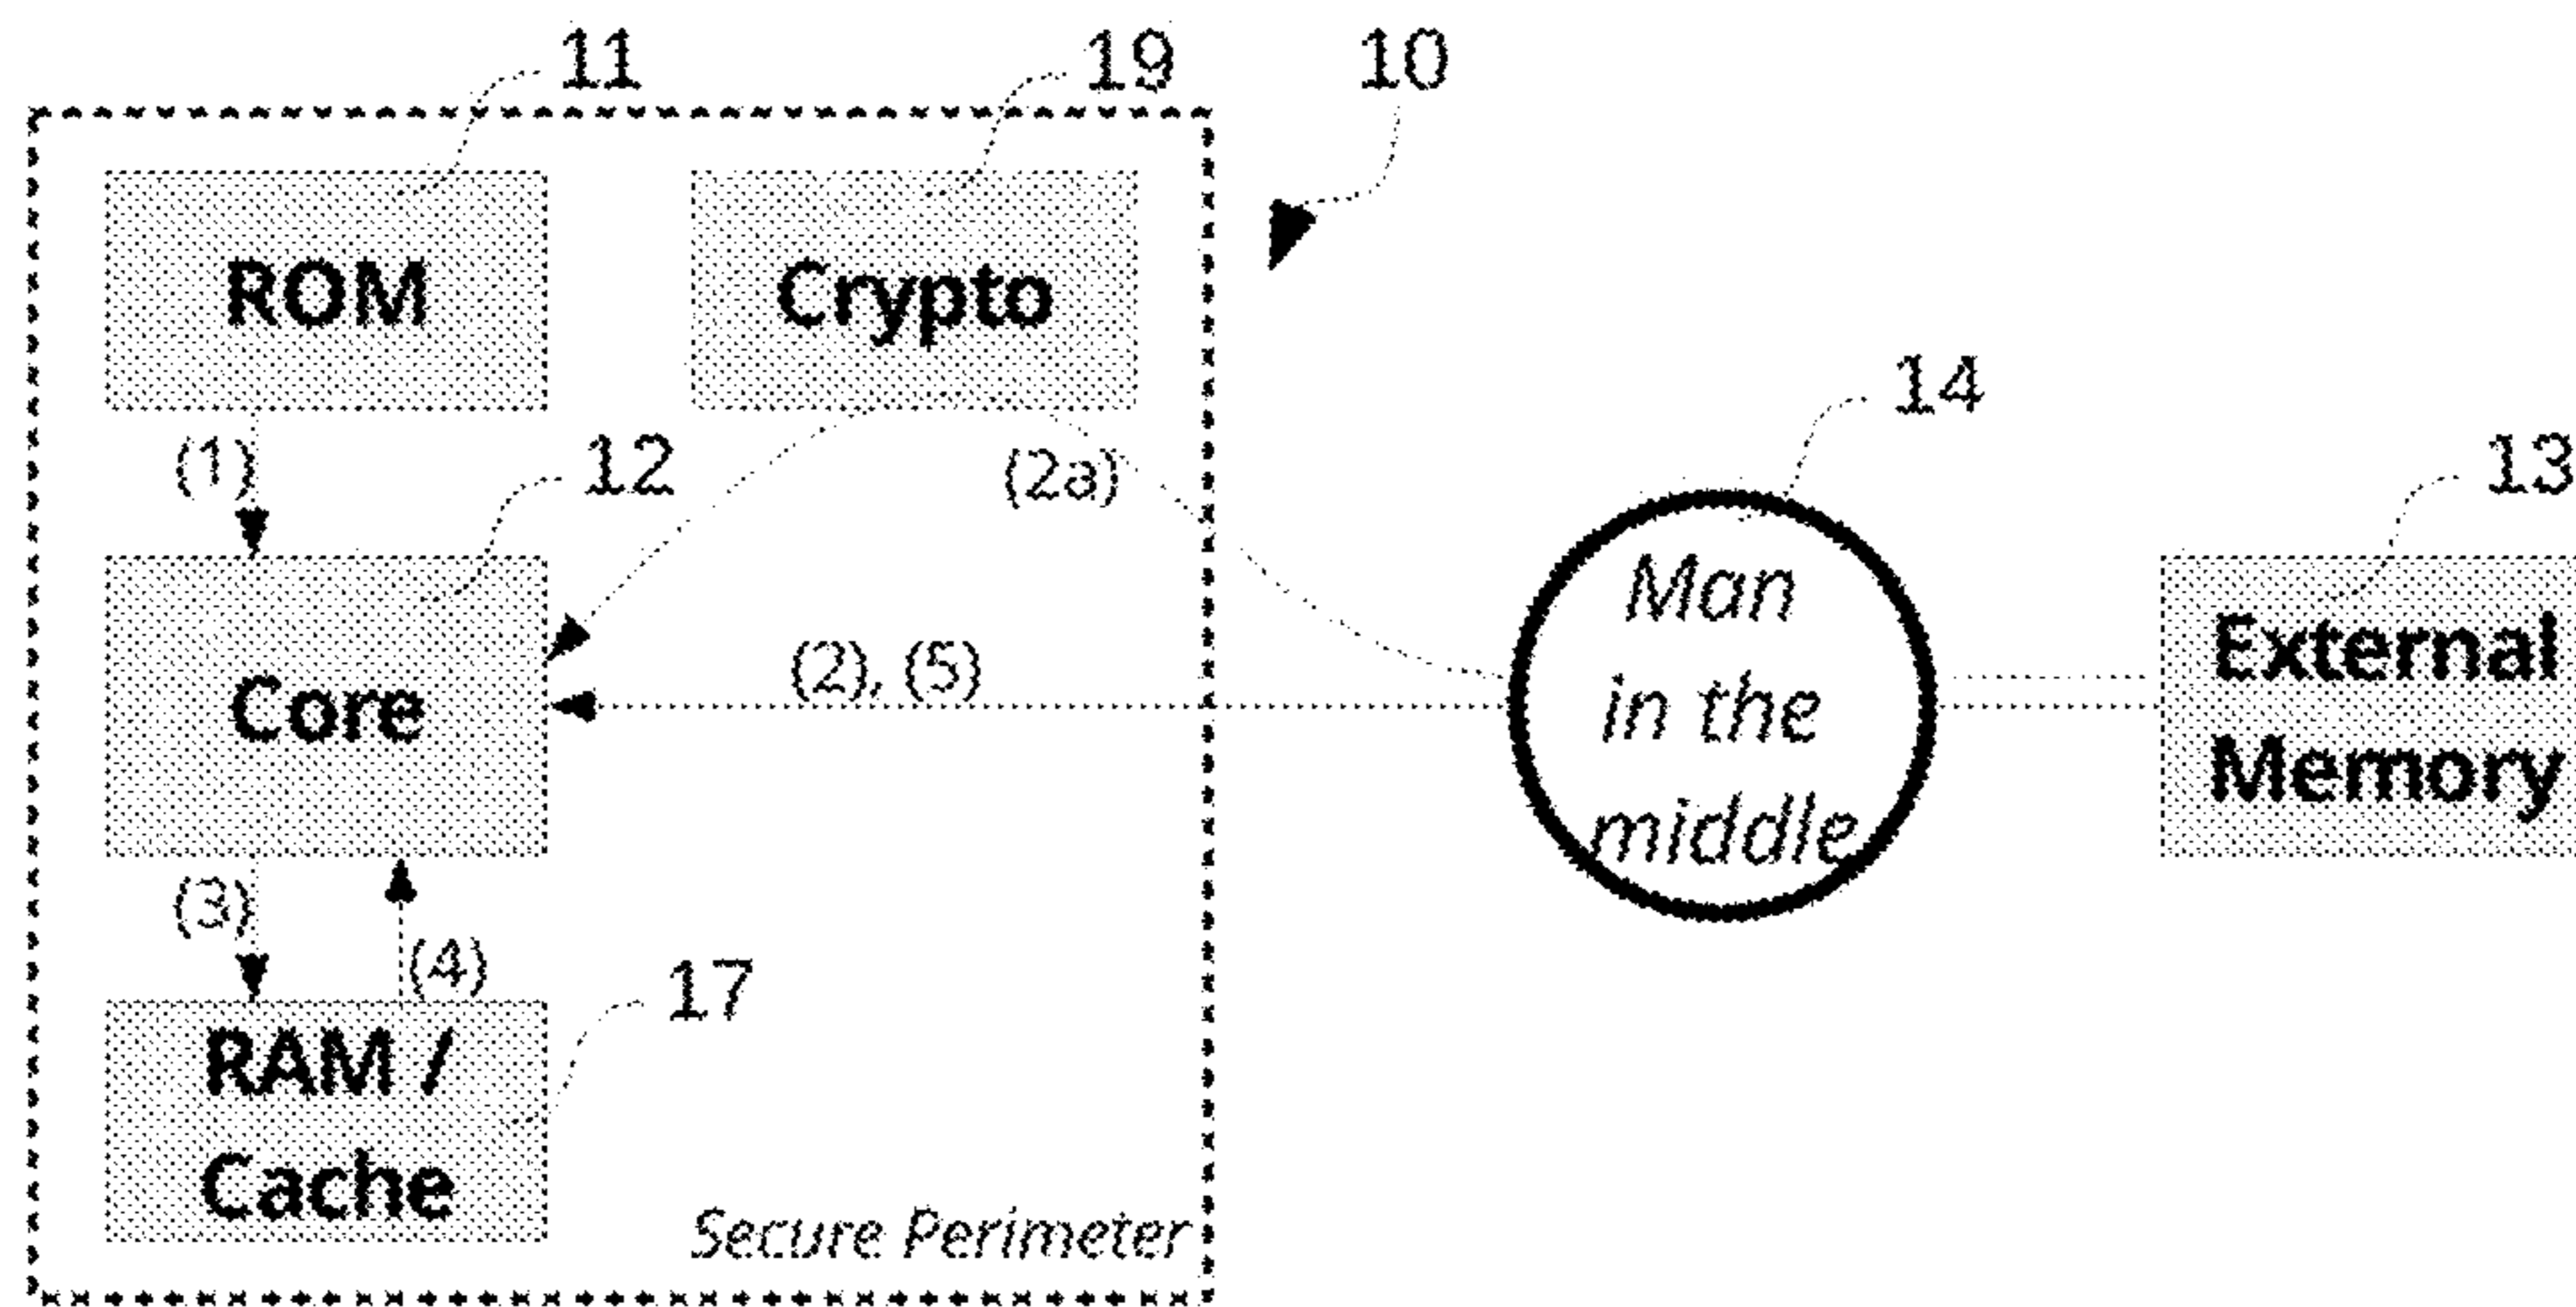 11
19
10
ROM
Crypto
14
(1)
12
(2a)
13
Man
in the
middle
External
Memory
(2), (5)
Core
(3)
(4)
17
RAM /
Cache
Secure Perimeter